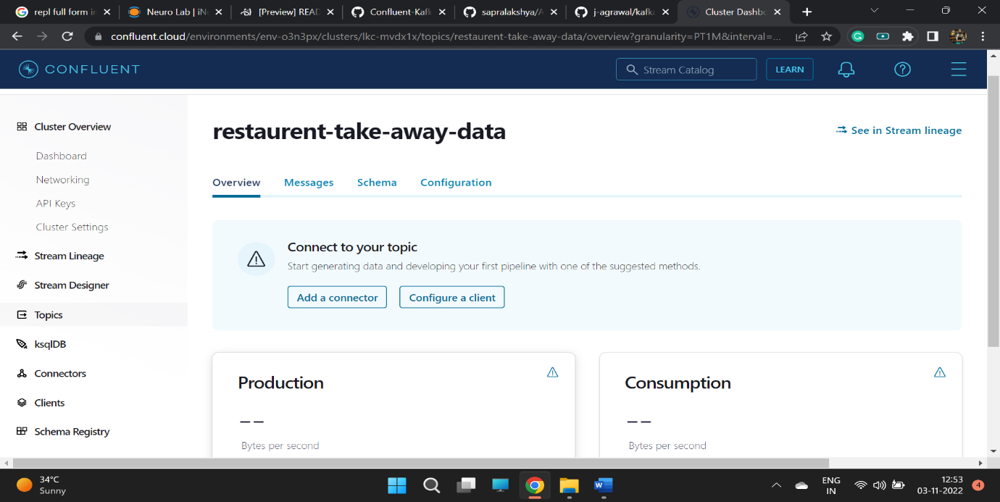 repl full form in
Neuro Lab | iNe
[Preview] READ
Confluent-Kafk
sapralakshya/A
j-agrawal/kafka
Cluster Dashbo
confluent.cloud/environments/env-o3n3px/clusters/lkc-mvdx1x/topics/restaurent-take-away-data/overview?granularity=PT1M&interval=...
CONFLUENT
Stream Catalog
LEARN
Cluster Overview
Dashboard
Networking
API Keys
Cluster Settings
Stream Lineage
Stream Designer
Topics
ksqlDB
Connectors
Clients
Schema Registry
restaurent-take-away-data
See in Stream lineage
Overview
Messages
Schema
Configuration
Connect to your topic
Start generating data and developing your first pipeline with one of the suggested methods.
Add a connector
Configure a client
Production
-- 
Bytes per second
Consumption
--
Bytes per second
34°C
Sunny
ENG
IN
12:53
03-11-2022
4